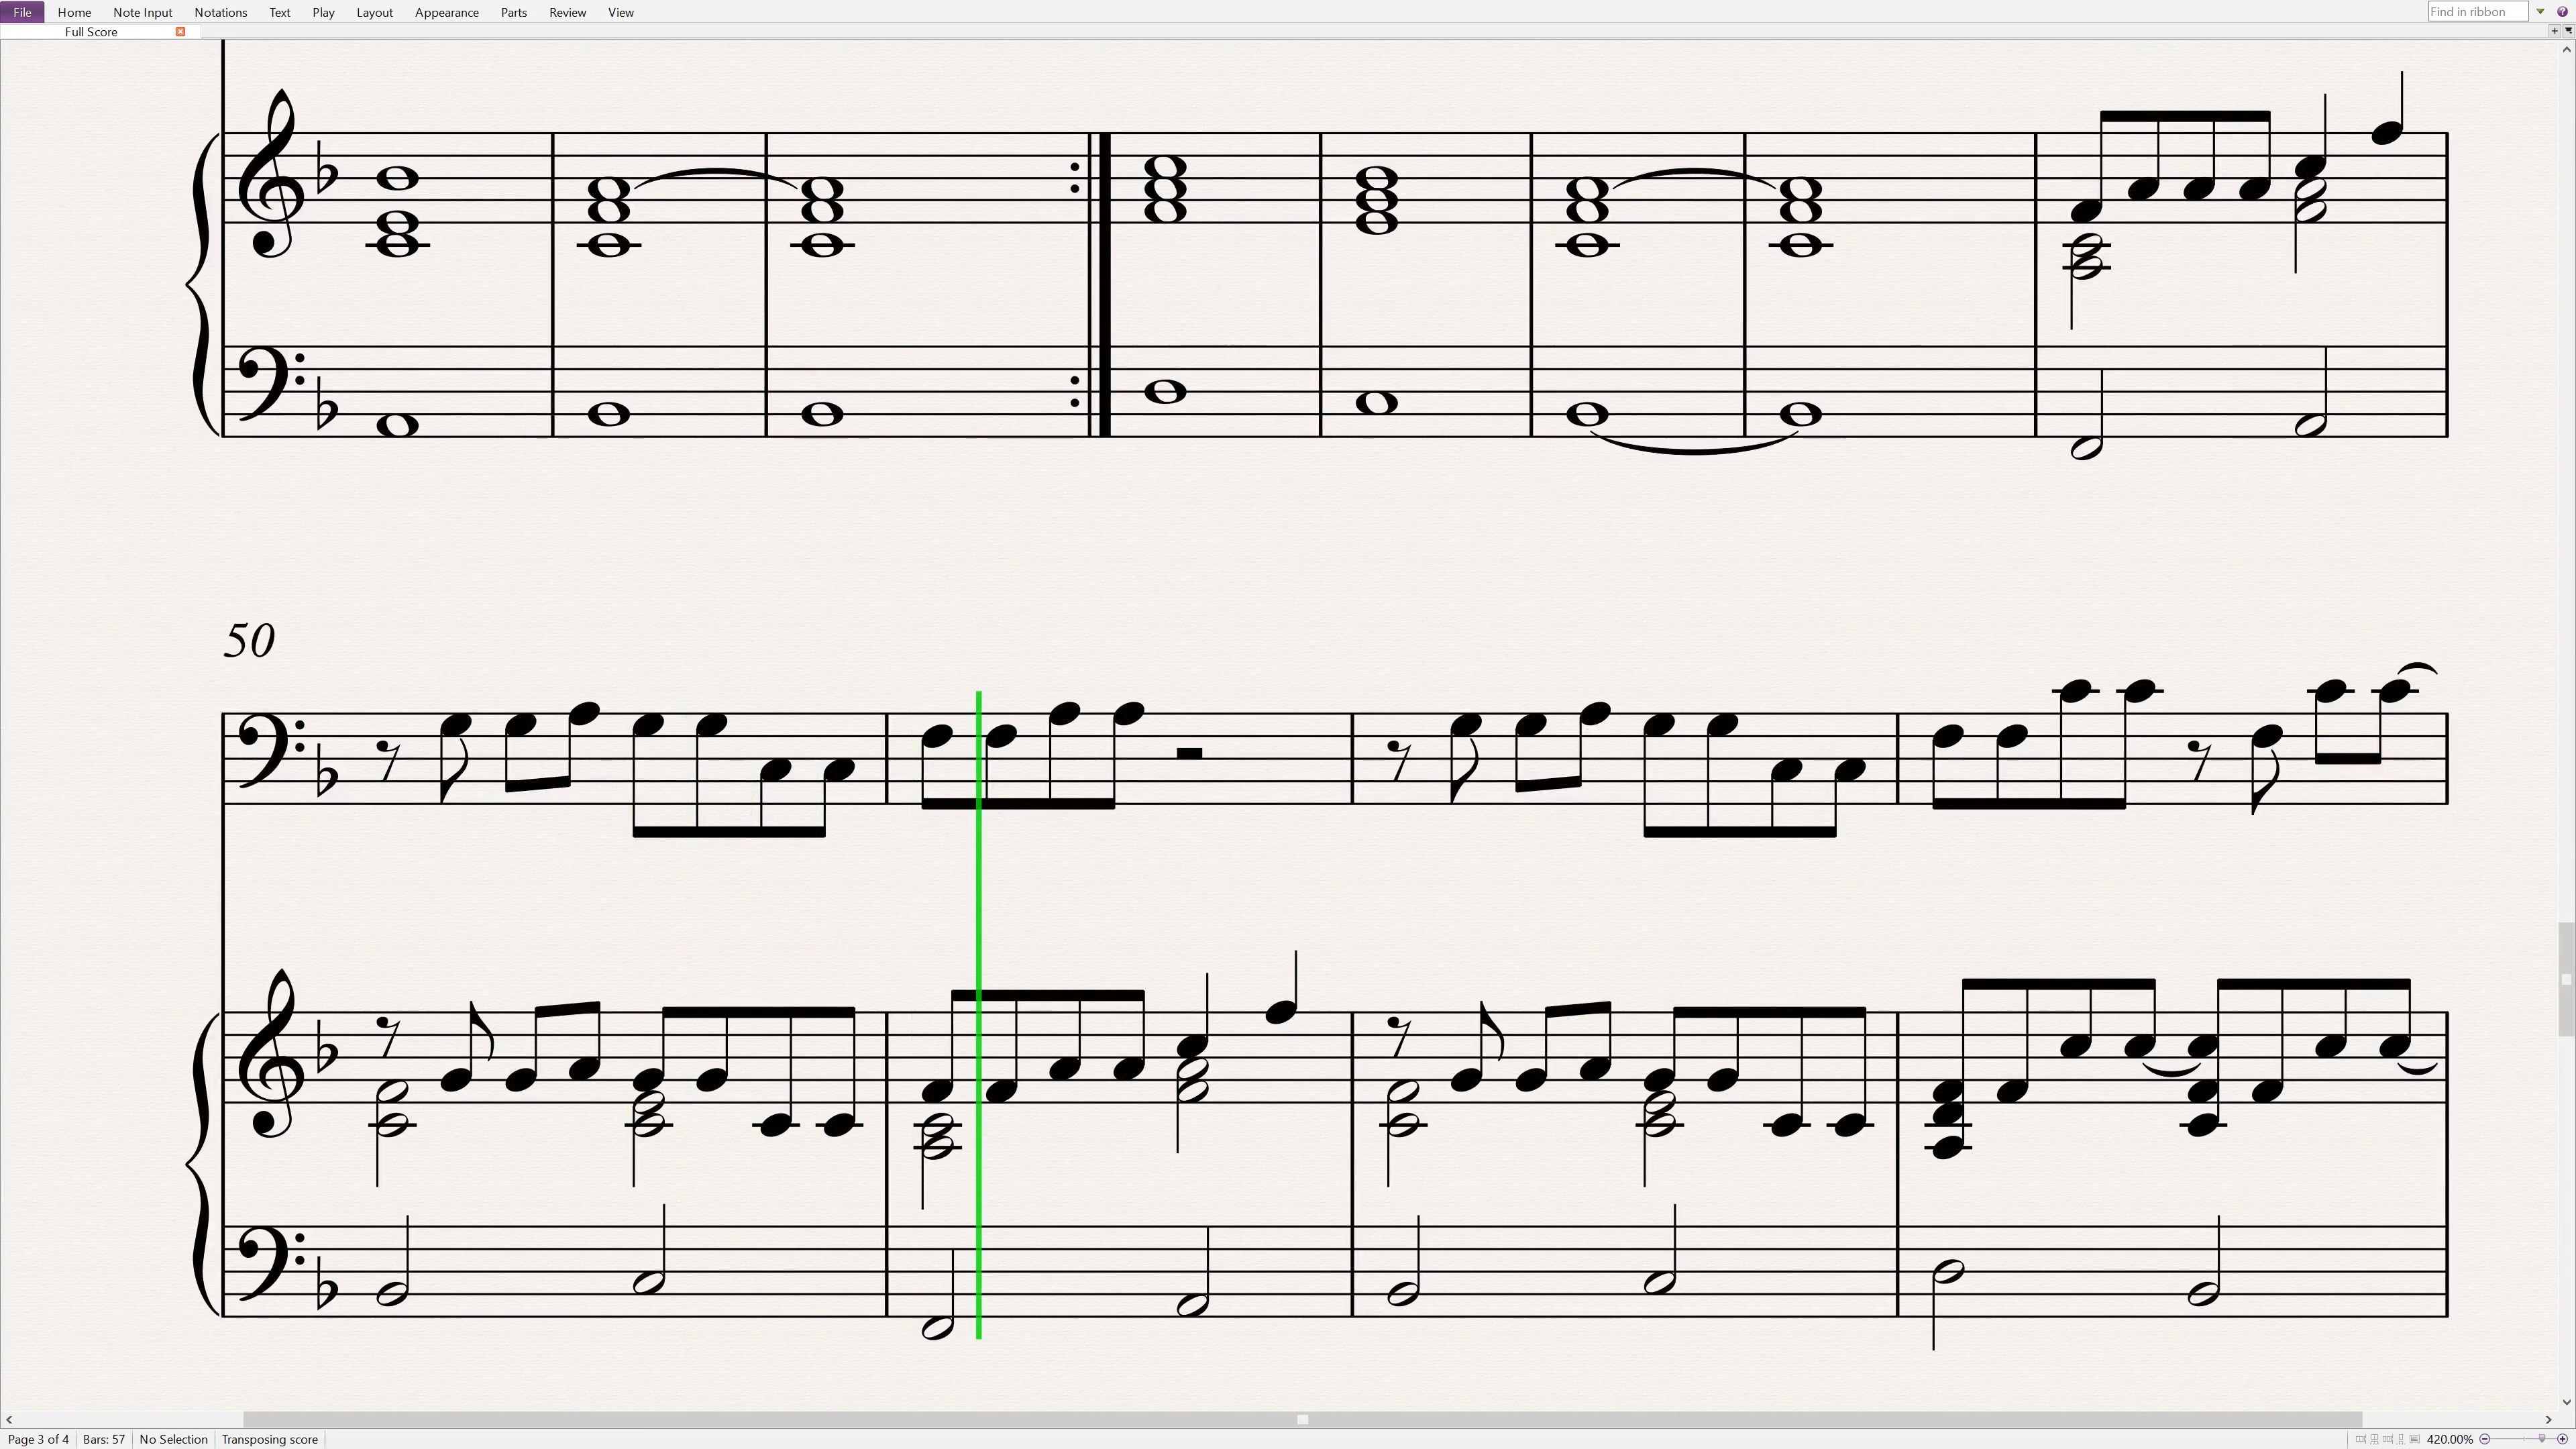 File Home Note Input Notations Text Play Layout Appearance Parts Review View Find in ribbon
Full Score
50
Page 3 of 4 Bars: 57 No Selection Transposing score 420.00%